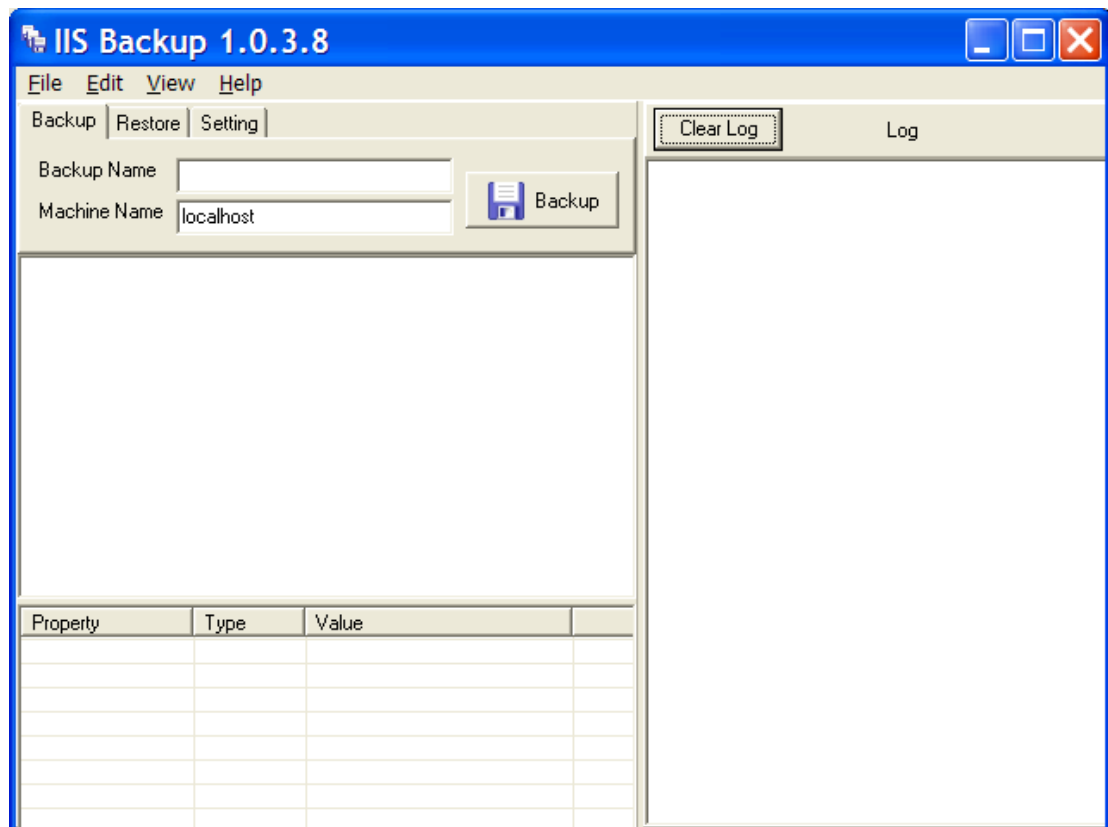 IIS Backup 1.0.3.8
File Edit View Help
Backup Restore Setting
Backup Name
Machine Name localhost
Backup
Clear Log Log
Property Type Value